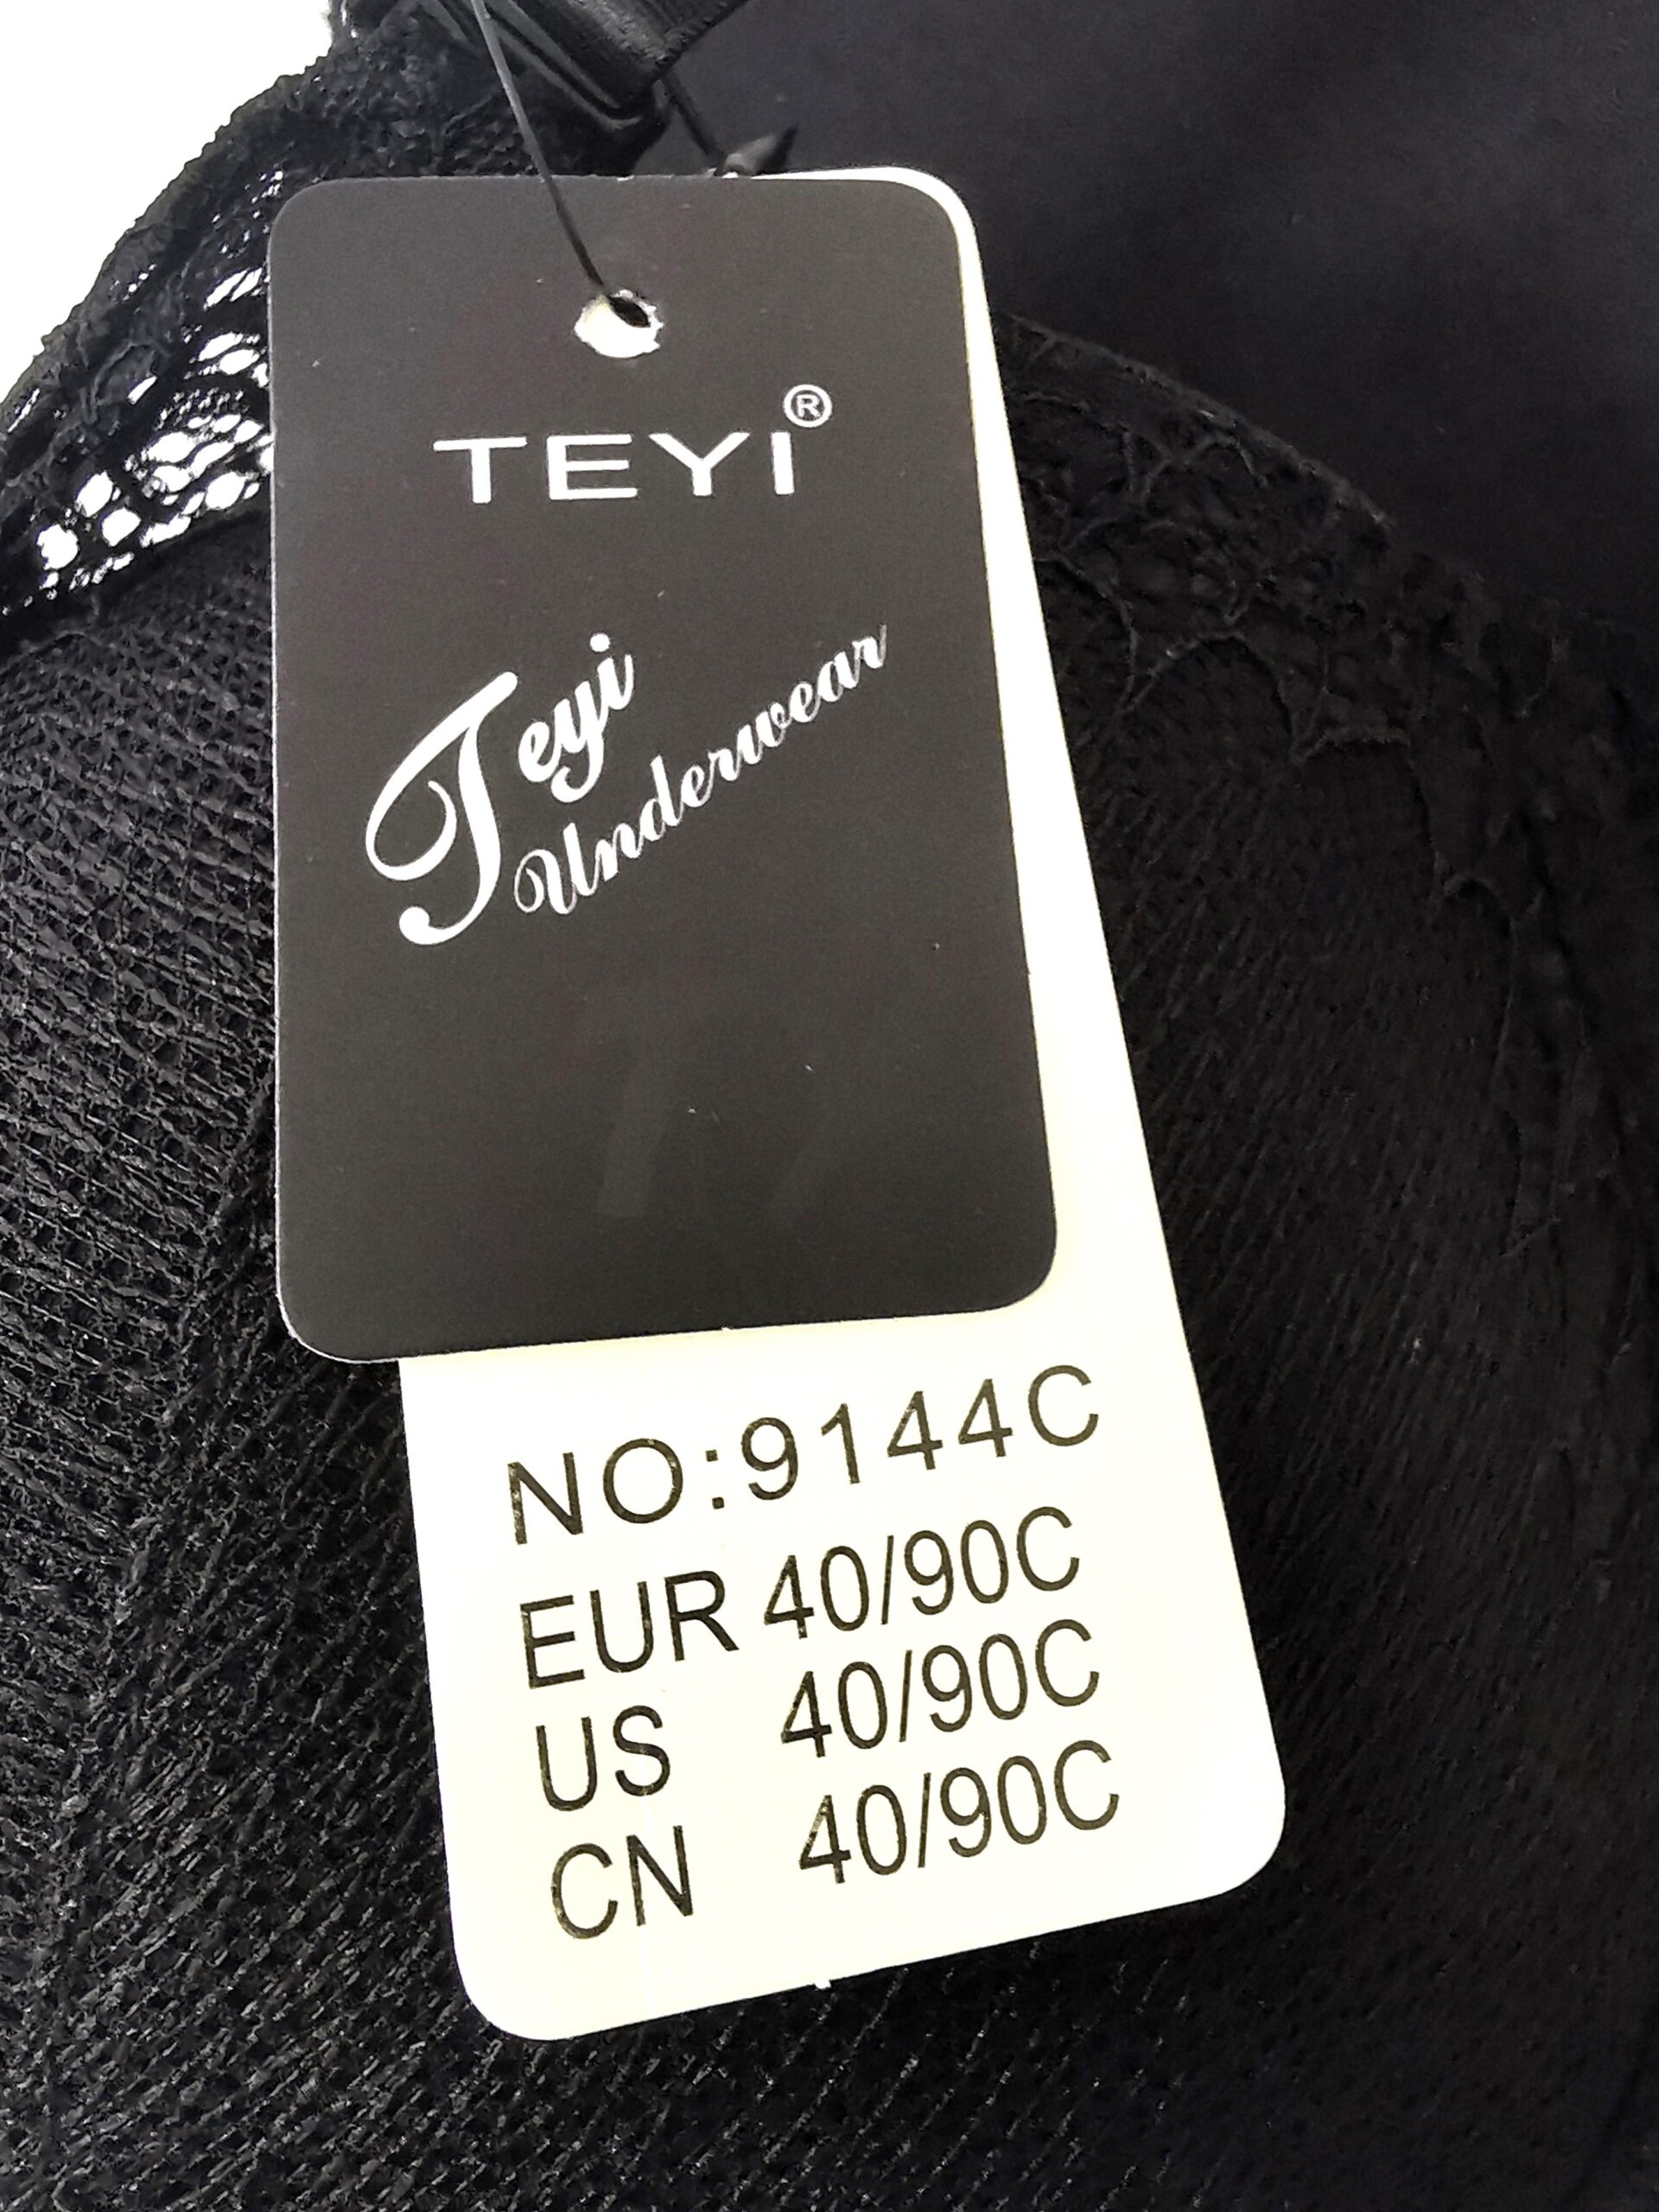 TEYI®
Teyi
Underwear
NO:9144C
EUR 40/90C
US 40/90C
CN 40/90C